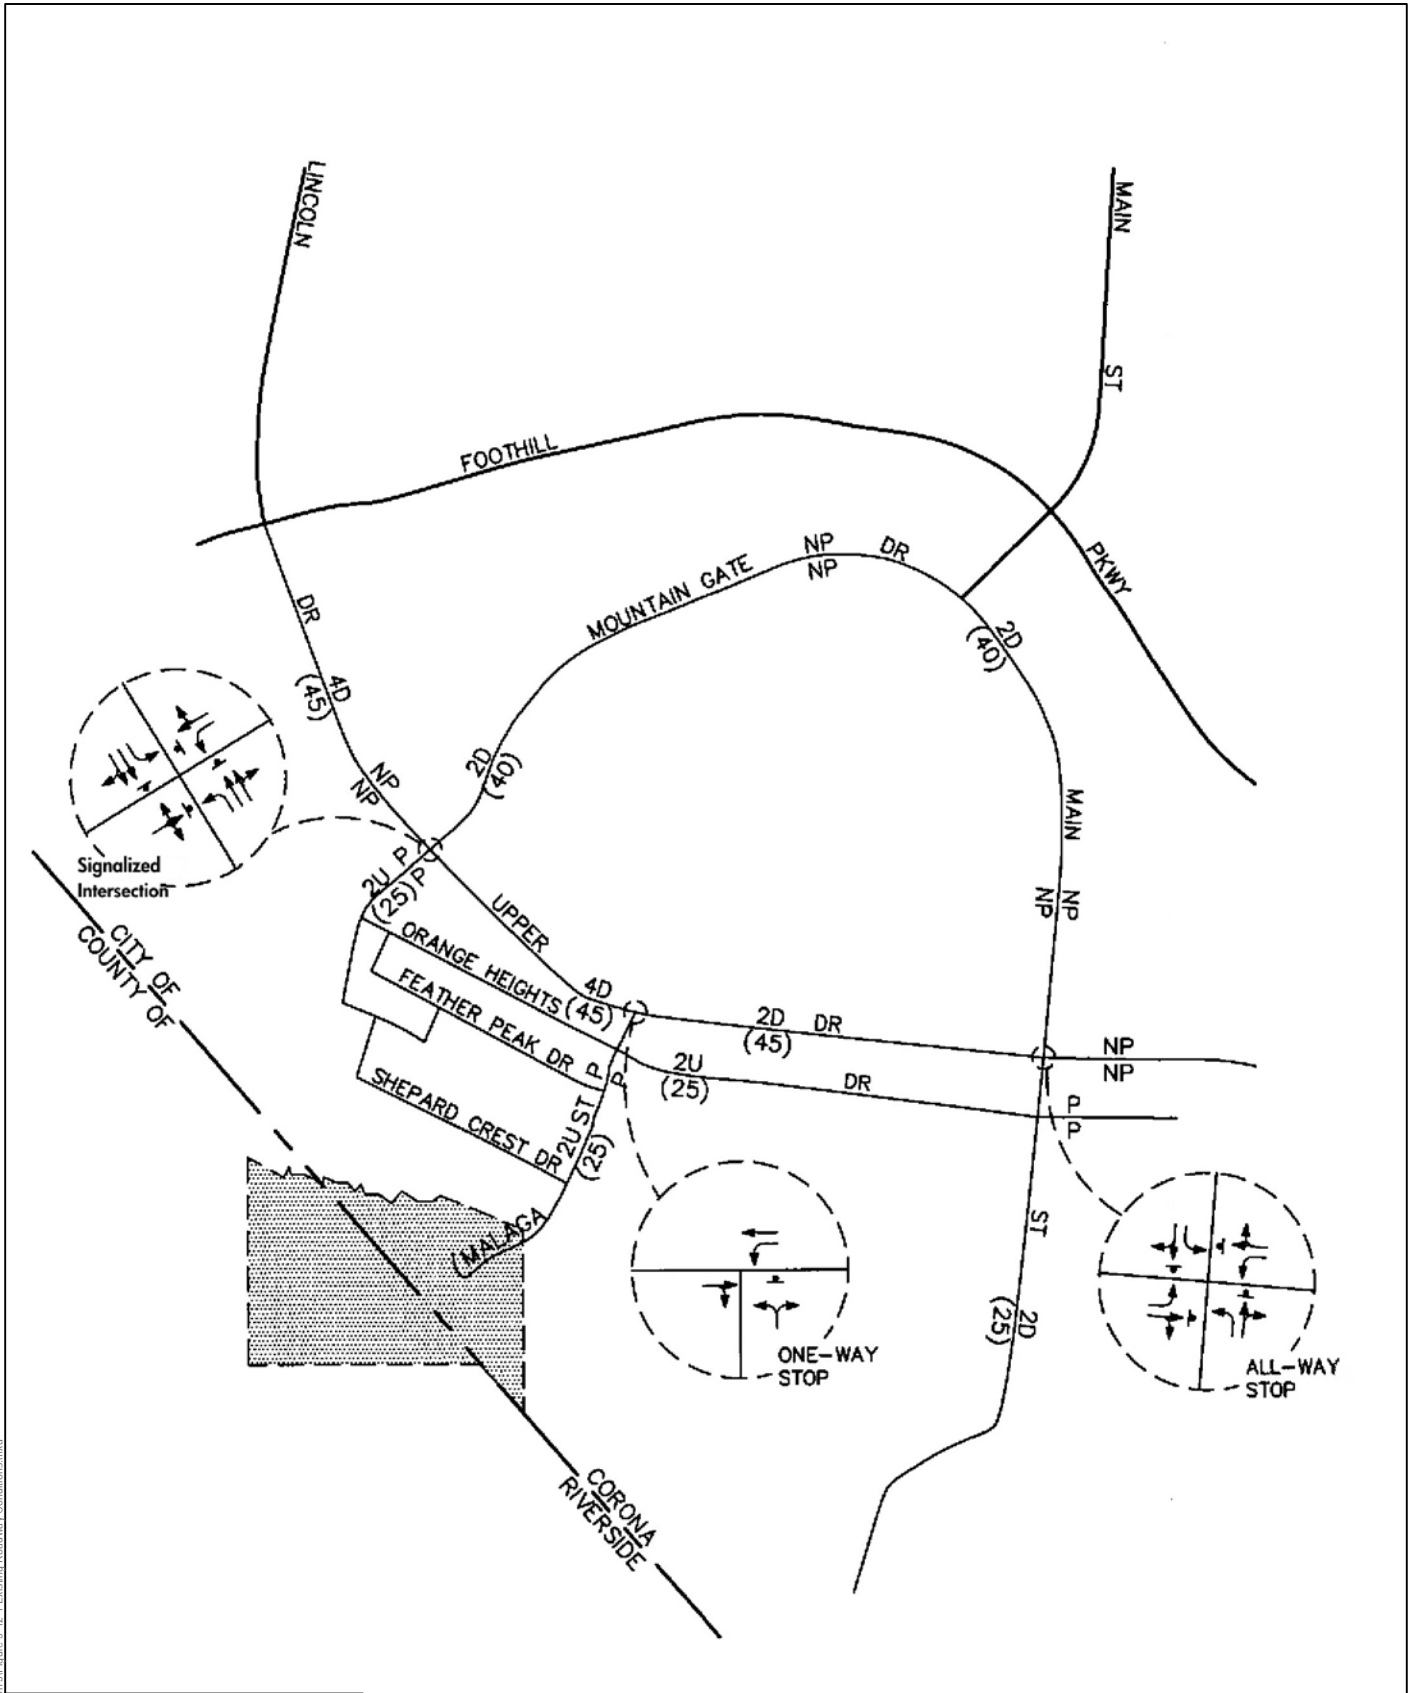 LINCOLN
MAIN
ST
FOOTHILL
PKWY
NP
NP
DR
MOUNTAIN GATE
DR
2D
(40)
4D
(45)
2D
(40)
NP
NP
MAIN
Signalized
Intersection
P
P
2U
(25)
UPPER
NP
NP
CITY OF
COUNTY OF
ORANGE HEIGHTS
FEATHER PEAK DR
4D
(45)
2D
(45)
DR
NP
NP
2U
(25)
DR
P
P
P
P
SHEPARD CREST DR
2U ST
(25)
MALAGA
ST
2D
(25)
ONE-WAY
STOP
ALL-WAY
STOP
CORONA
RIVERSIDE